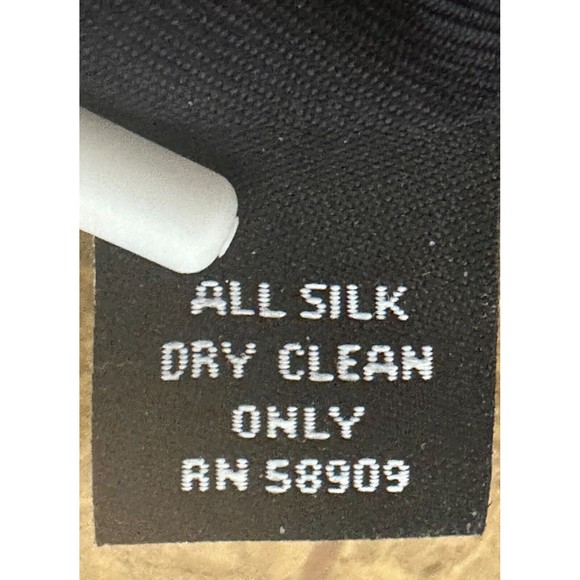 ALL SILK
DRY CLEAN
ONLY
RN 58909